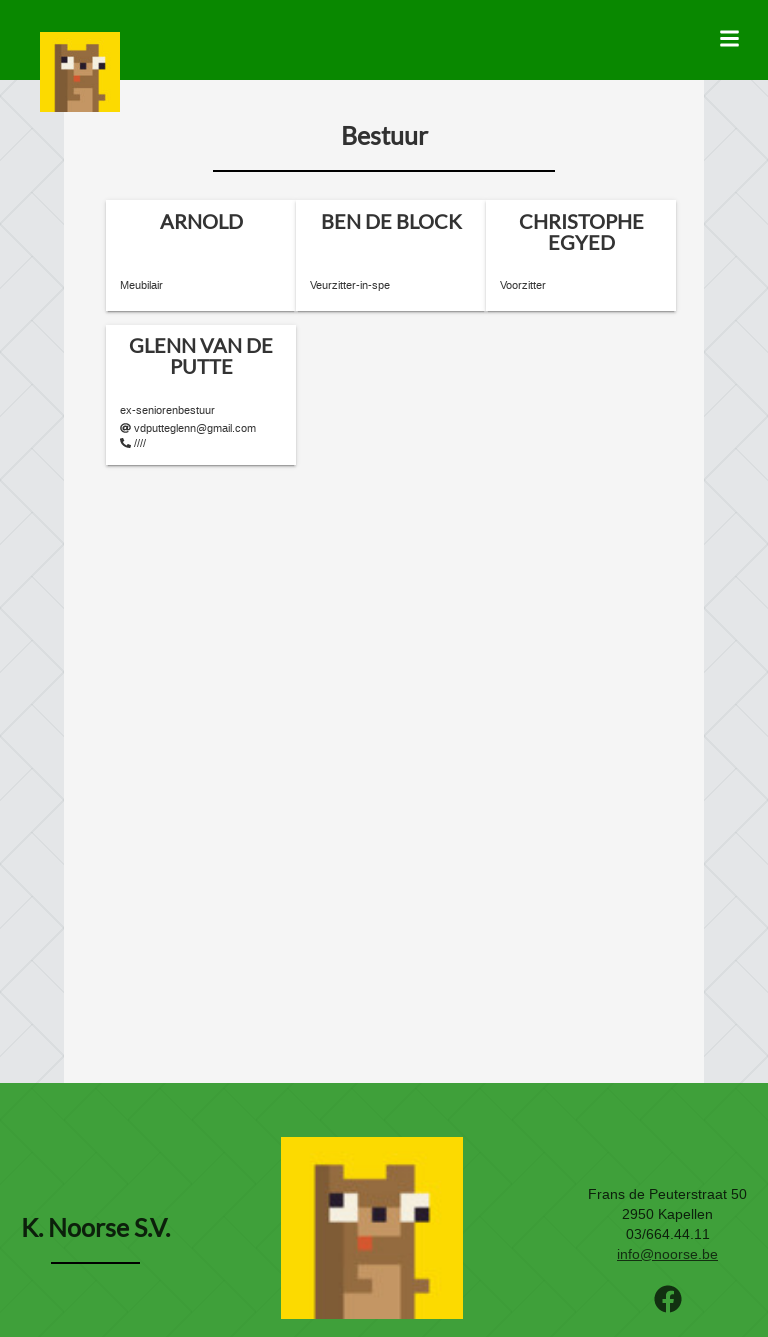 Bestuur
ARNOLD
Meubilair
BEN DE BLOCK
Veurzitter-in-spe
CHRISTOPHE
EGYED
Voorzitter
GLENN VAN DE
PUTTE
ex-seniorenbestuur
vdputteglenn@gmail.com
////
K. Noorse S.V.
Frans de Peuterstraat 50
2950 Kapellen
03/664.44.11
info@noorse.be